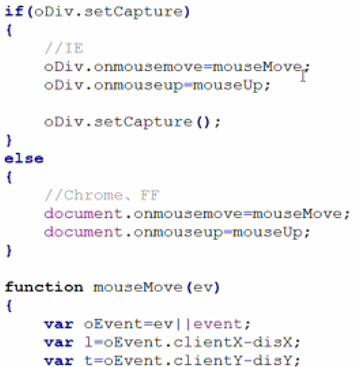 if(oDiv.setCapture)
{
//IE
oDiv.onmousemove=mouseMove;
oDiv.onmouseup=mouseUp;
oDiv.setCapture();
}
else
{
//Chrome、FF
document.onmousemove=mouseMove;
document.onmouseup=mouseUp;
}
function mouseMove(ev)
{
var oEvent=ev||event;
var l=oEvent.clientX-disX;
var t=oEvent.clientY-disY;